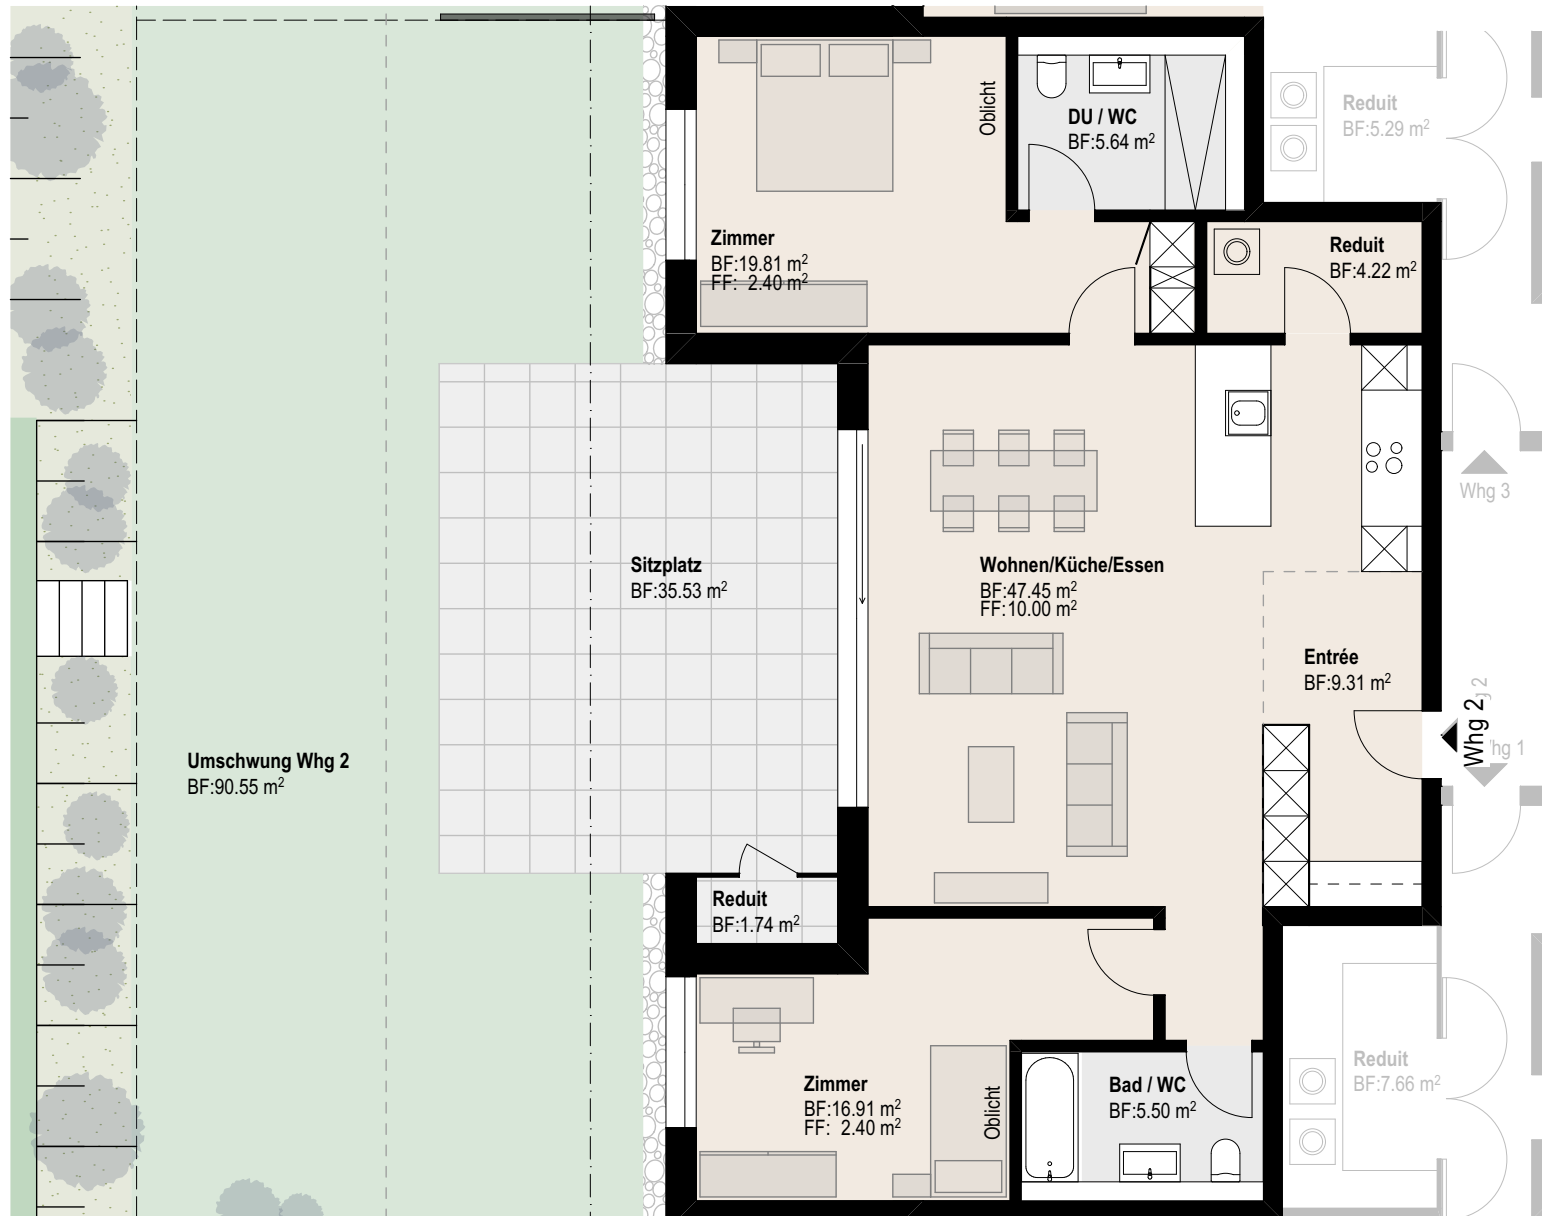 Reduit
BF:5.29 m²
Oblicht
DU / WC
BF:5.64 m²
Zimmer
BF:19.81 m²
FF: 2.40 m²
Reduit
BF:4.22 m²
Whg 3
Sitzplatz
BF:35.53 m²
Wohnen/Küche/Essen
BF:47.45 m²
FF:10.00 m²
Entrée
BF:9.31 m²
Whg 2
Umschwung Whg 2
BF:90.55 m²
Reduit
BF:1.74 m²
Zimmer
BF:16.91 m²
FF: 2.40 m²
Oblicht
Bad / WC
BF:5.50 m²
Reduit
BF:7.66 m²